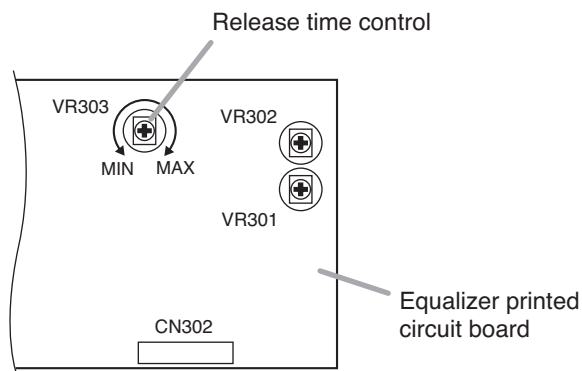 Release time control
VR303
VR302
MIN
MAX
VR301
Equalizer printed
circuit board
CN302